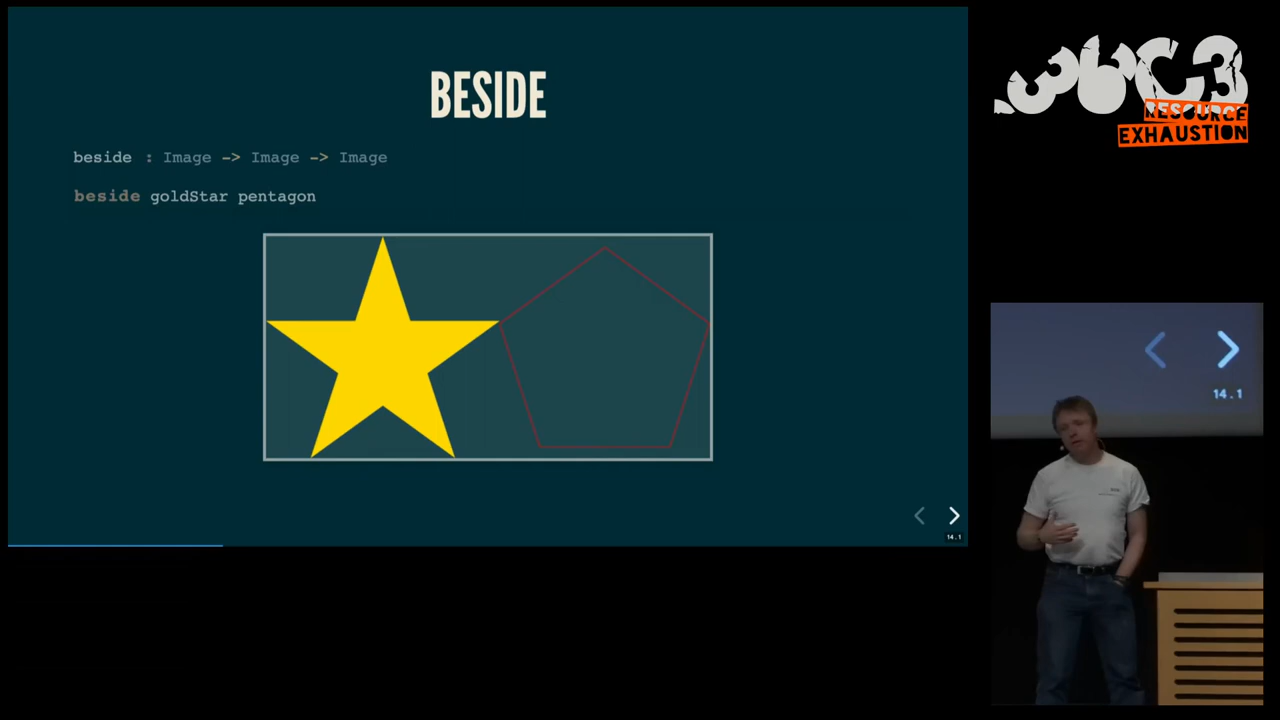 BESIDE
beside : Image -> Image -> Image
beside goldStar pentagon
14.1
36C3
RESOURCE
EXHAUSTION
14.1